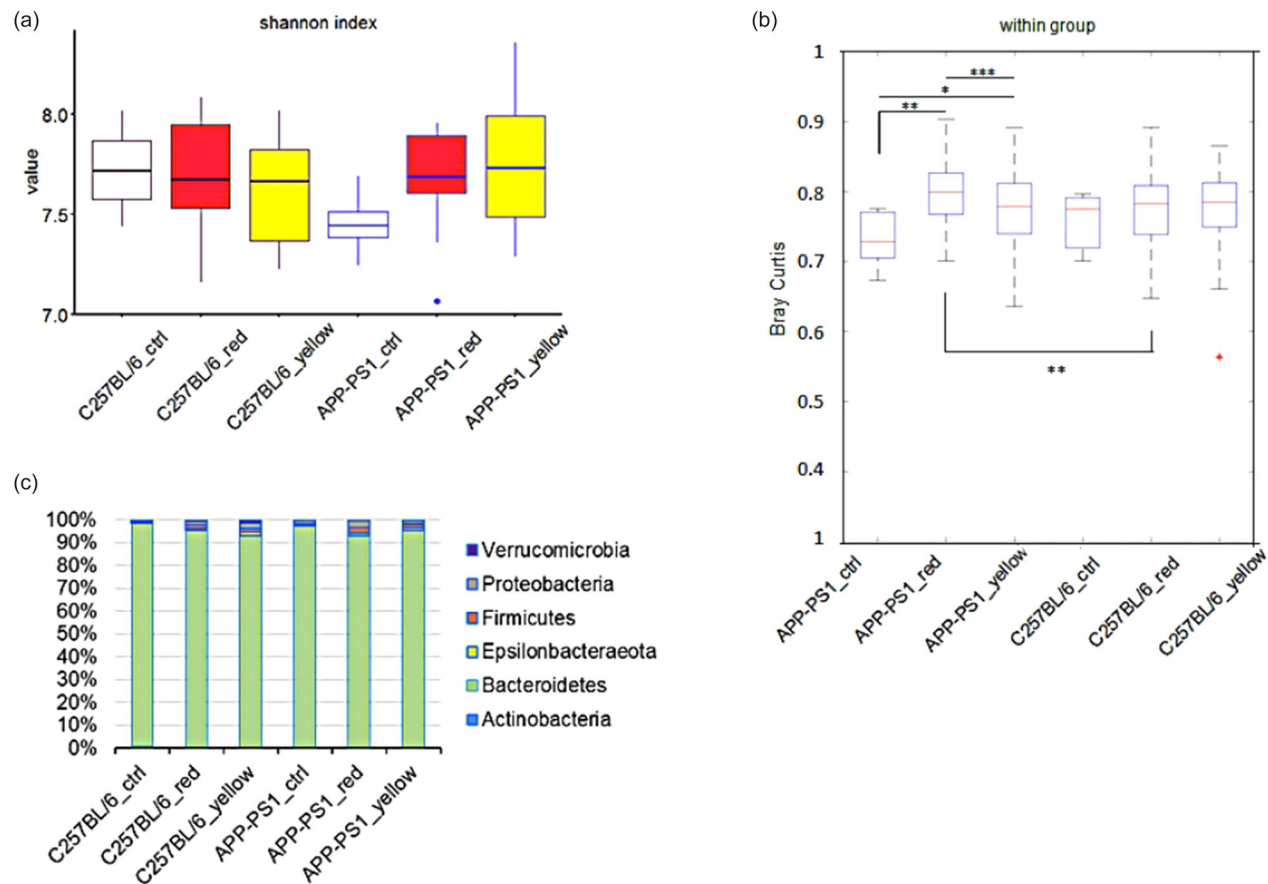 (a)
shannon index
value
8.0
7.5
7.0
C257BL/6_ctrl
C257BL/6_red
C257BL/6_yellow
APP-PS1_ctrl
APP-PS1_red
APP-PS1_yellow
(b)
within group
Bray Curtis
1
0.9
0.8
0.7
0.6
0.5
0.4
1
***
*
**
**
APP-PS1_ctrl
APP-PS1_red
APP-PS1_yellow
C257BL/6_ctrl
C257BL/6_red
C257BL/6_yellow
(c)
100%
90%
80%
70%
60%
50%
40%
30%
20%
10%
0%
C257BL/6_ctrl
C257BL/6_red
C257BL/6_yellow
APP-PS1_ctrl
APP-PS1_red
APP-PS1_yellow
Verrucomicrobia
Proteobacteria
Firmicutes
Epsilonbacteraeota
Bacteroidetes
Actinobacteria